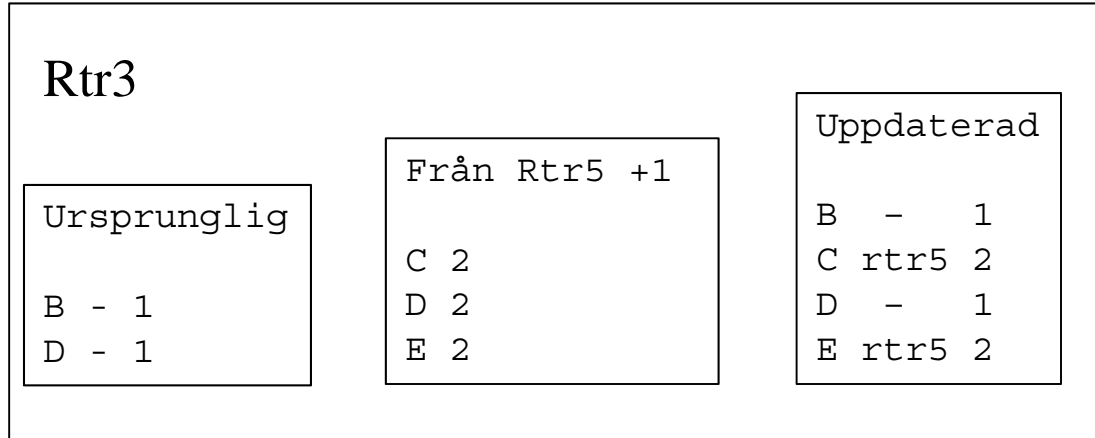 Rtr3
Ursprunglig
B - 1
D - 1
Från Rtr5 +1
C 2
D 2
E 2
Uppdaterad
B – 1
C rtr5 2
D – 1
E rtr5 2